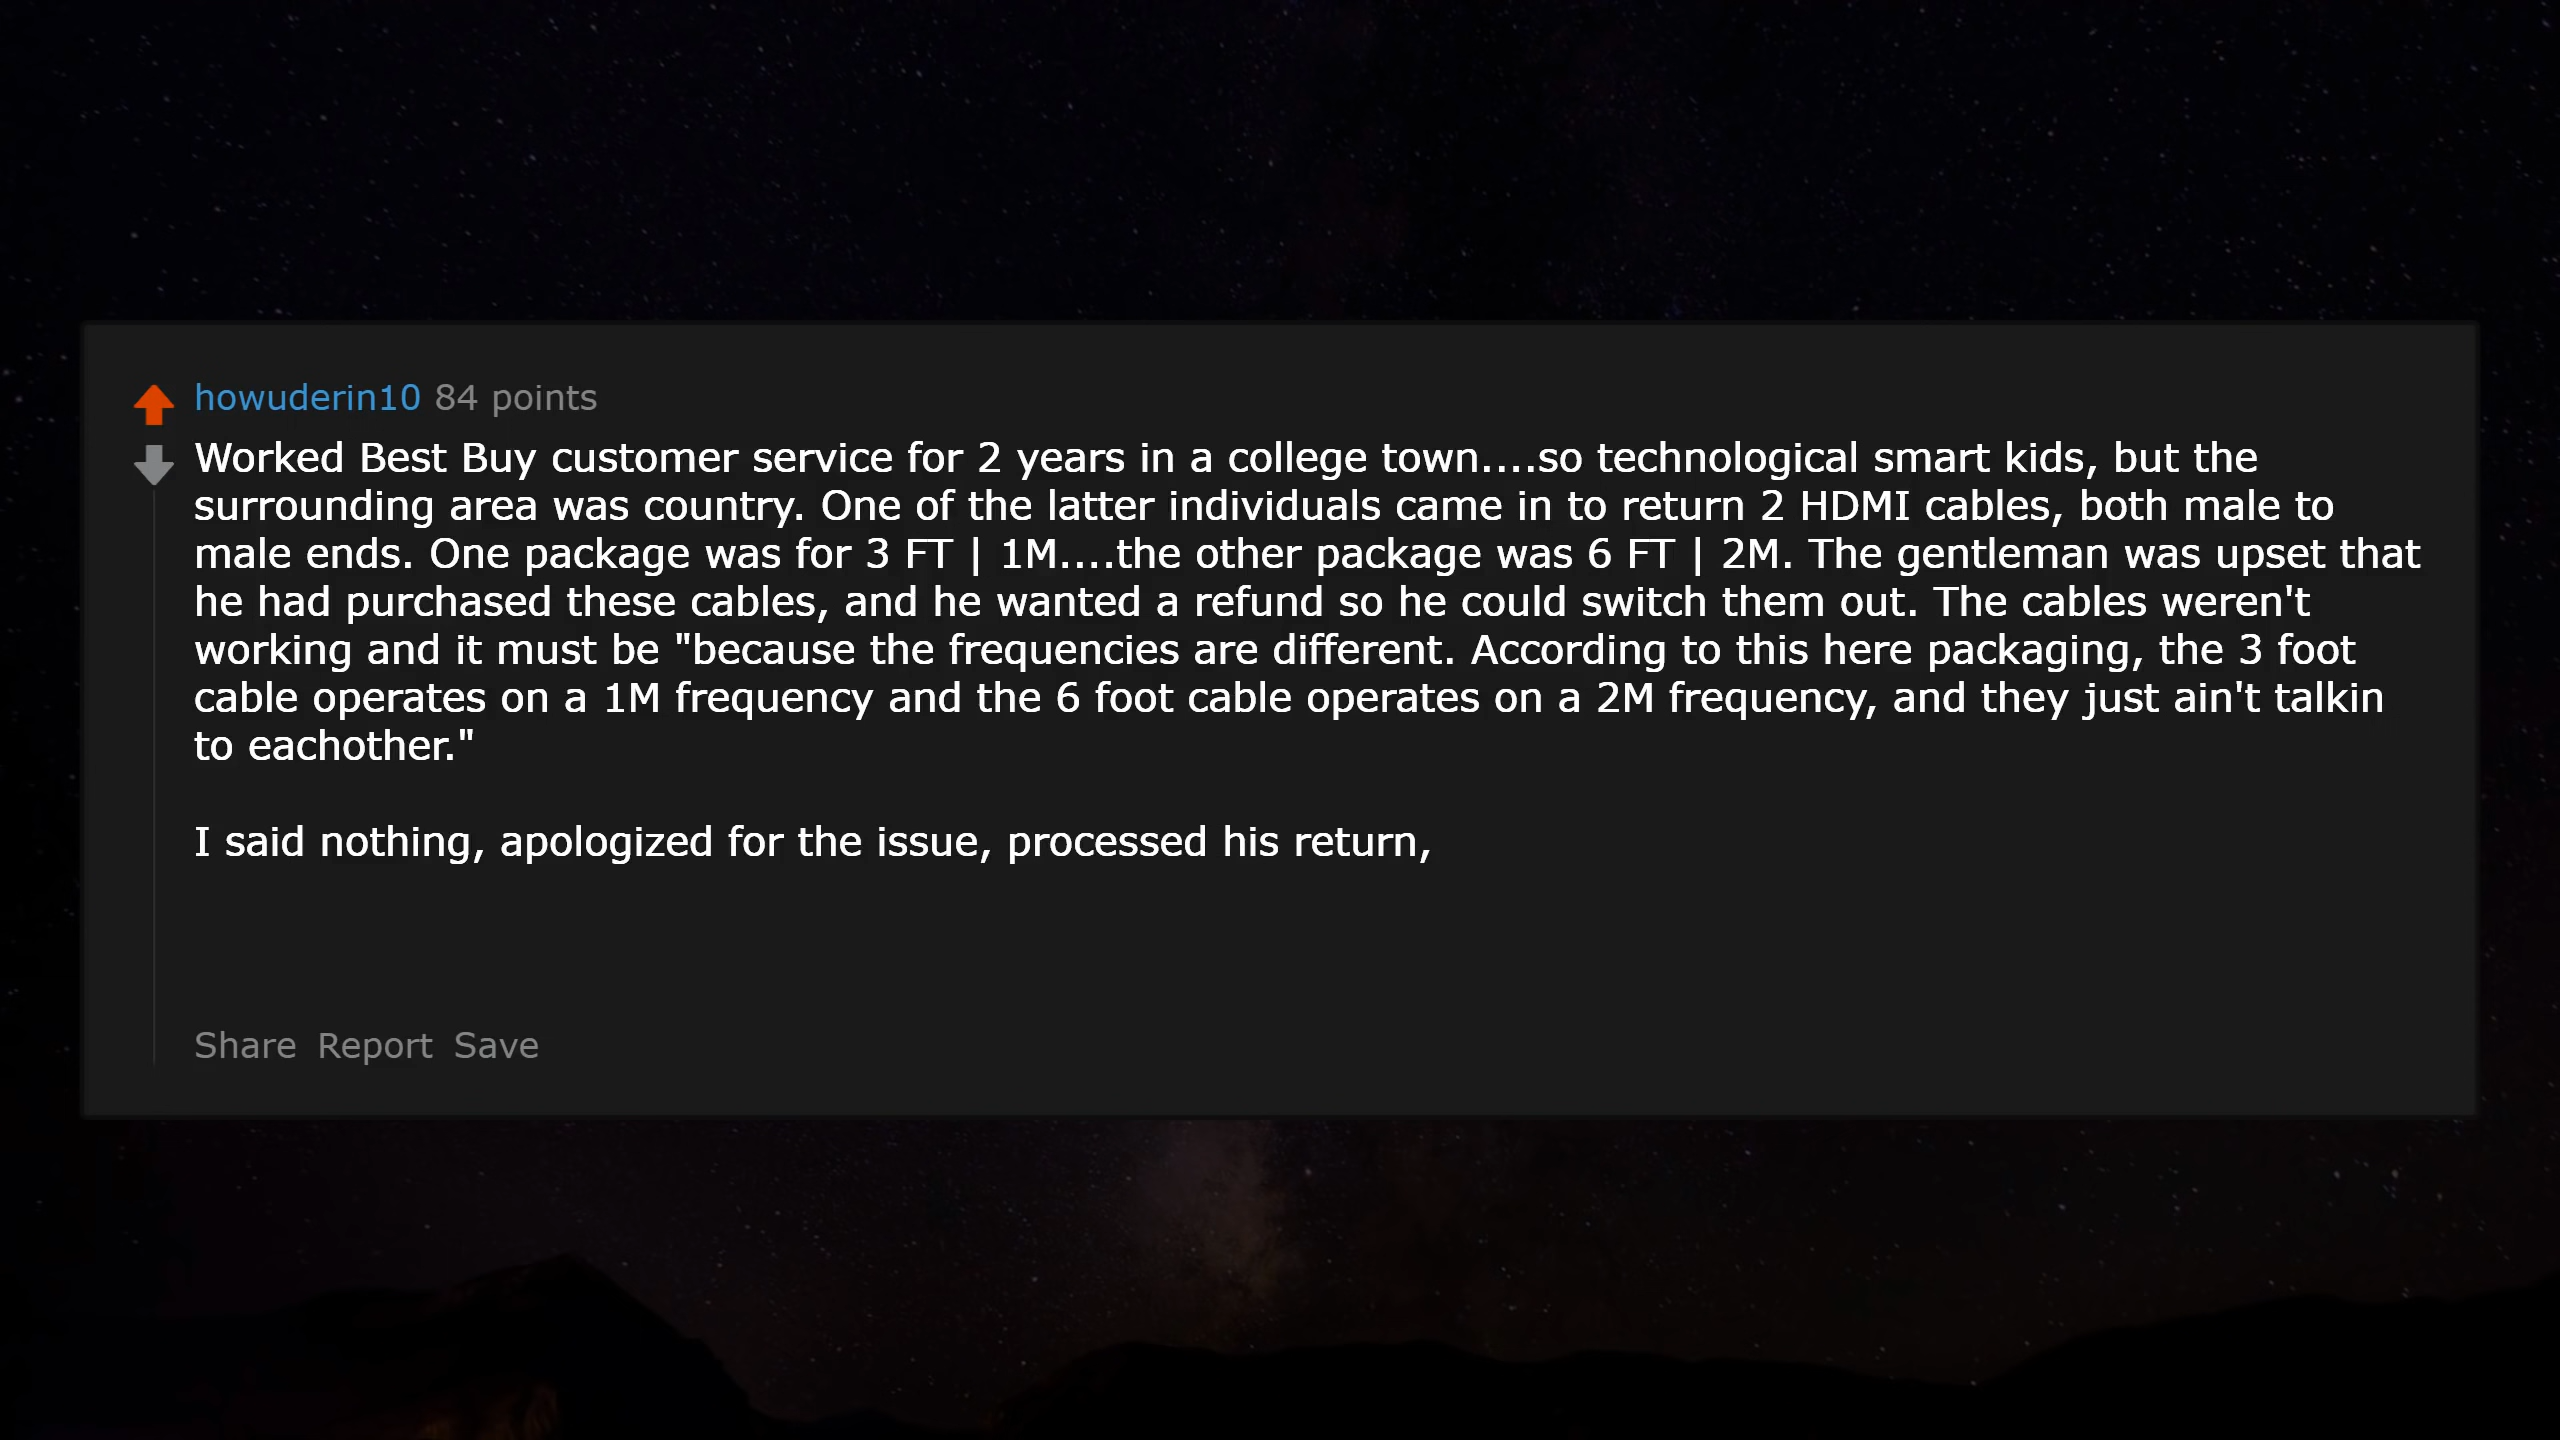 howuderin10 84 points
Worked Best Buy customer service for 2 years in a college town....so technological smart kids, but the
surrounding area was country. One of the latter individuals came in to return 2 HDMI cables, both male to
male ends. One package was for 3 FT | 1M....the other package was 6 FT | 2M. The gentleman was upset that
he had purchased these cables, and he wanted a refund so he could switch them out. The cables weren't
working and it must be "because the frequencies are different. According to this here packaging, the 3 foot
cable operates on a 1M frequency and the 6 foot cable operates on a 2M frequency, and they just ain't talkin
to eachother."
I said nothing, apologized for the issue, processed his return,
Share Report Save